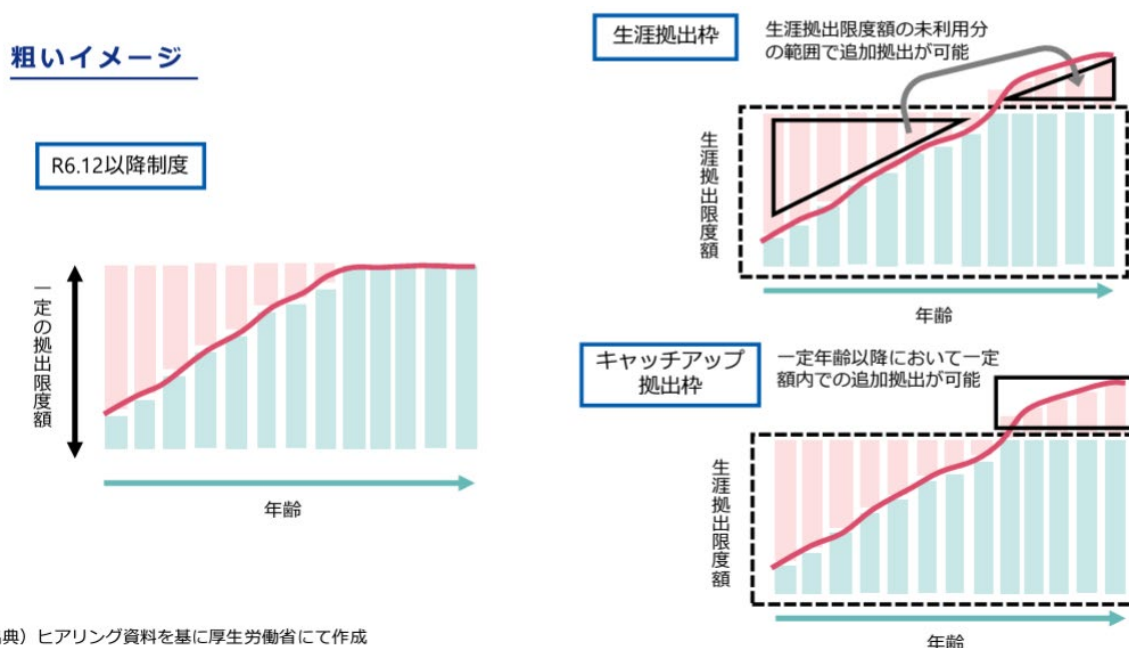 粗いイメージ
R6.12以降制度
一定の拠出限度額
年齢
生涯拠出枠
生涯拠出限度額の未利用分
の範囲で追加拠出が可能
生涯拠出限度額
年齢
キャッチアップ
拠出枠
一定年齢以降において一定
額内での追加拠出が可能
生涯拠出限度額
年齢
典）ヒアリング資料を基に厚生労働省にて作成